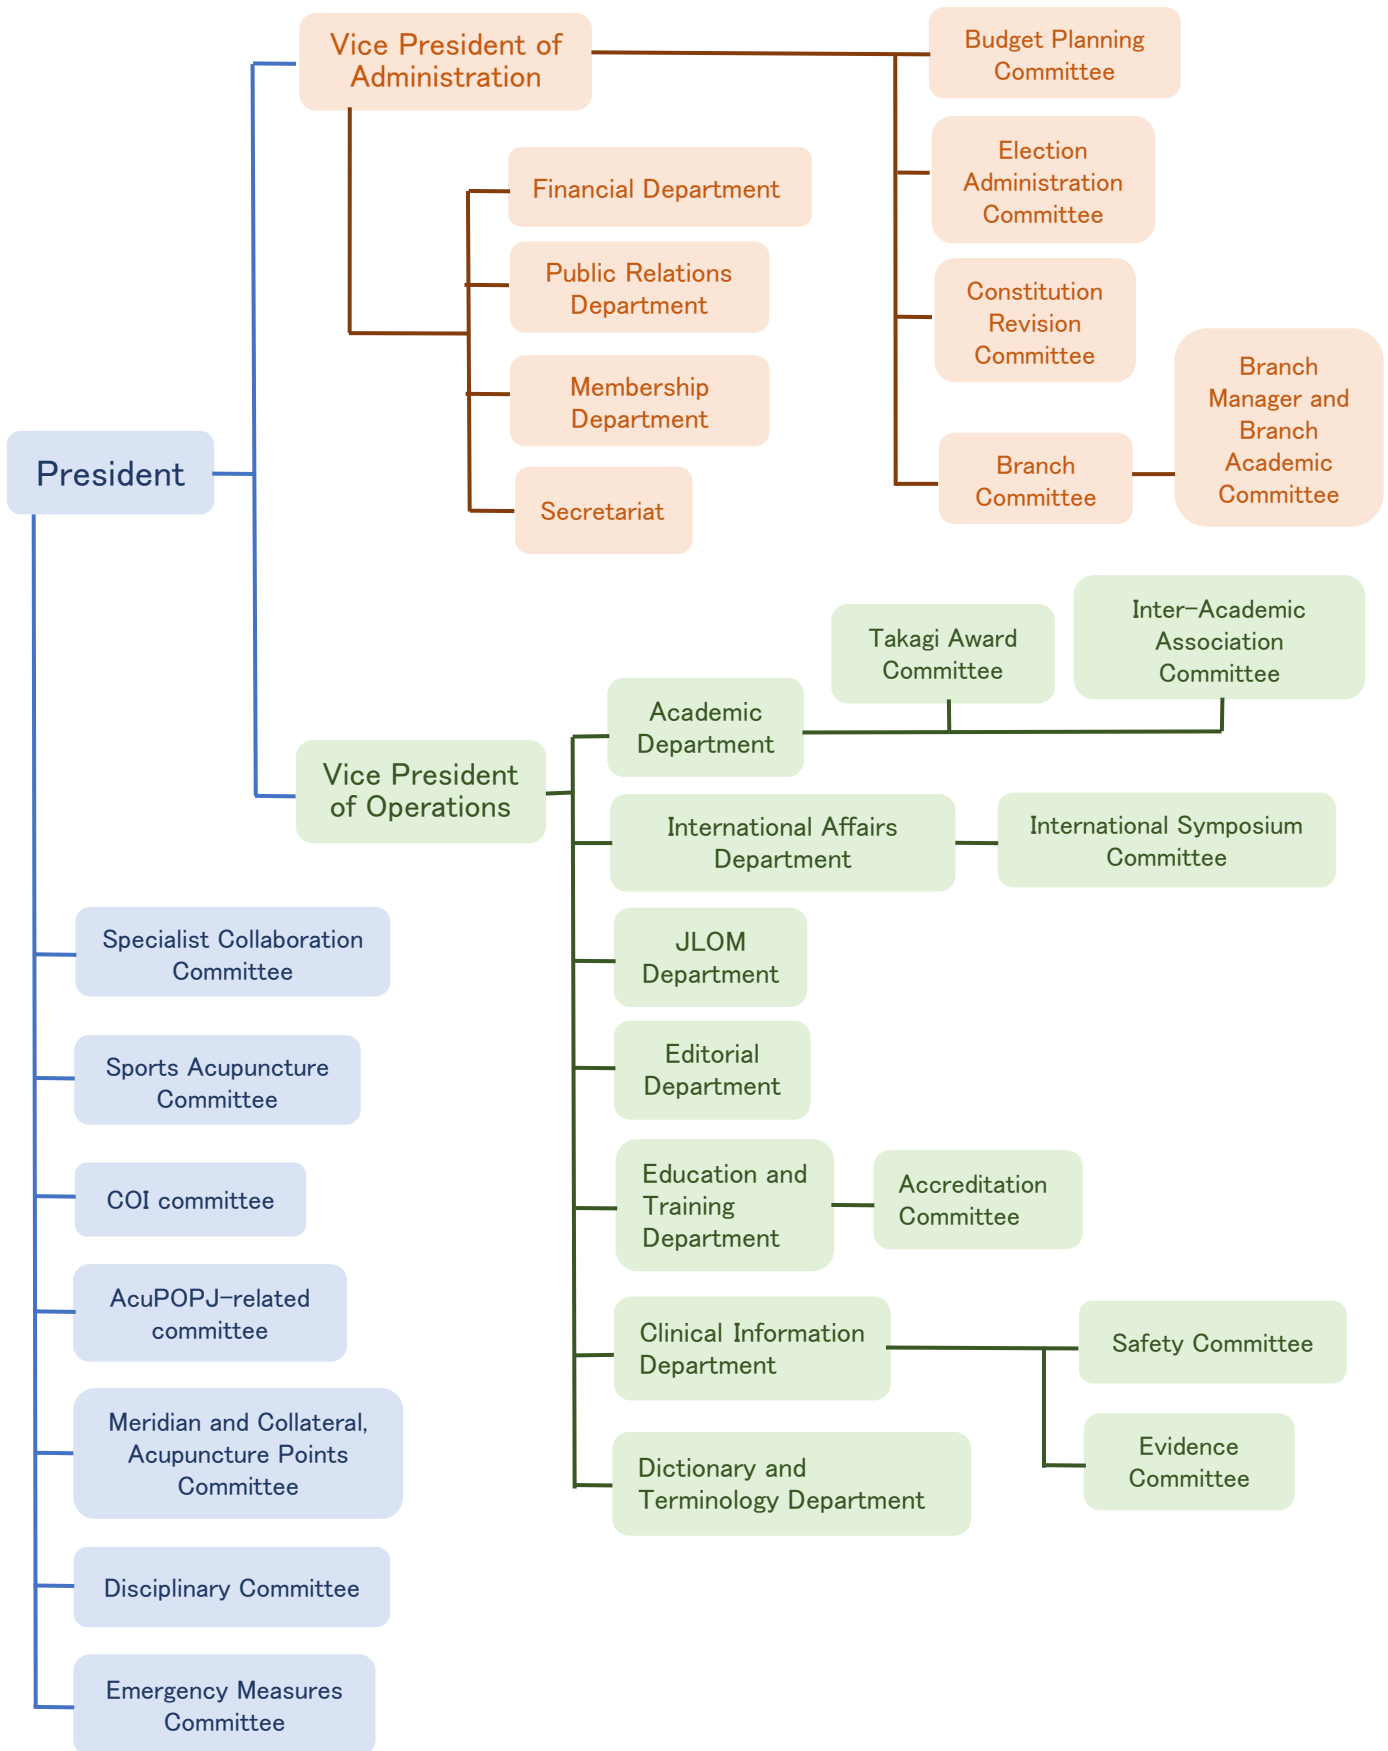 Vice President of
Administration
Budget Planning
Committee
Election
Administration
Committee
Financial Department
Public Relations
Department
Constitution
Revision
Committee
Membership
Department
Branch
Manager and
Branch
Academic
Committee
President
Branch
Committee
Secretariat
Takagi Award
Committee
Inter-Academic
Association
Committee
Academic
Department
Vice President
of Operations
International Affairs
Department
International Symposium
Committee
JLOM
Department
Editorial
Department
Education and
Training
Department
Accreditation
Committee
Clinical Information
Department
Safety Committee
Evidence
Committee
Dictionary and
Terminology Department
Specialist Collaboration
Committee
Sports Acupuncture
Committee
COI committee
AcuPOPJ-related
committee
Meridian and Collateral,
Acupuncture Points
Committee
Disciplinary Committee
Emergency Measures
Committee